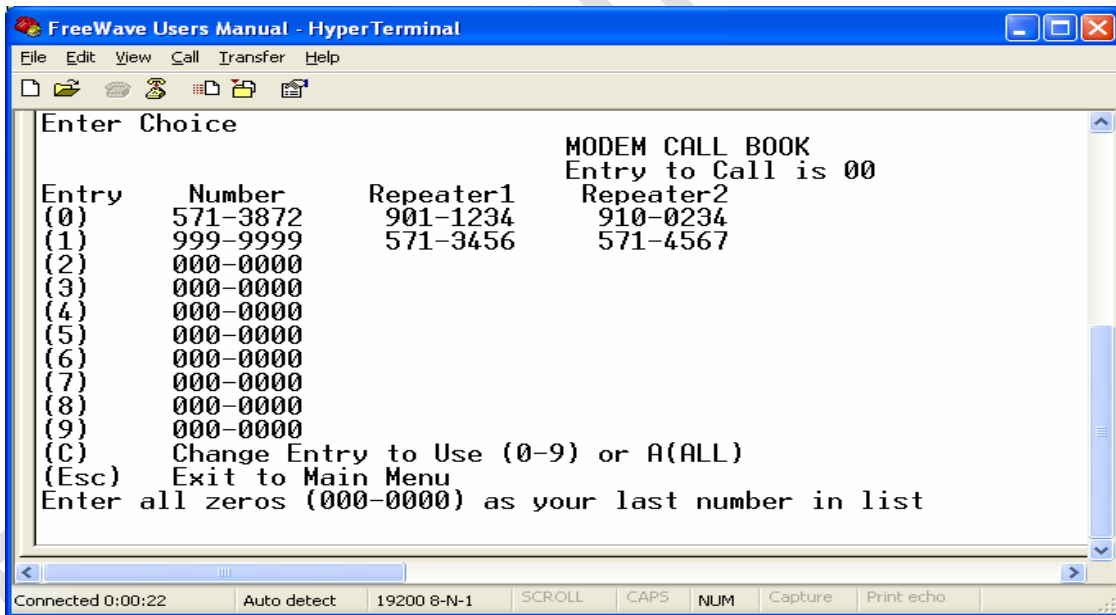 FreeWave Users Manual - HyperTerminal
File Edit View Call Transfer Help
Enter Choice
MODEM CALL BOOK
Entry to Call is 00
Entry Number Repeater1 Repeater2
(0) 571-3872 901-1234 910-0234
(1) 999-9999 571-3456 571-4567
(2) 000-0000
(3) 000-0000
(4) 000-0000
(5) 000-0000
(6) 000-0000
(7) 000-0000
(8) 000-0000
(9) 000-0000
(C) Change Entry to Use (0-9) or A(ALL)
(Esc) Exit to Main Menu
Enter all zeros (000-0000) as your last number in list
Connected 0:00:22 Auto detect 19200 8-N-1 SCROLL CAPS NUM Capture Print echo